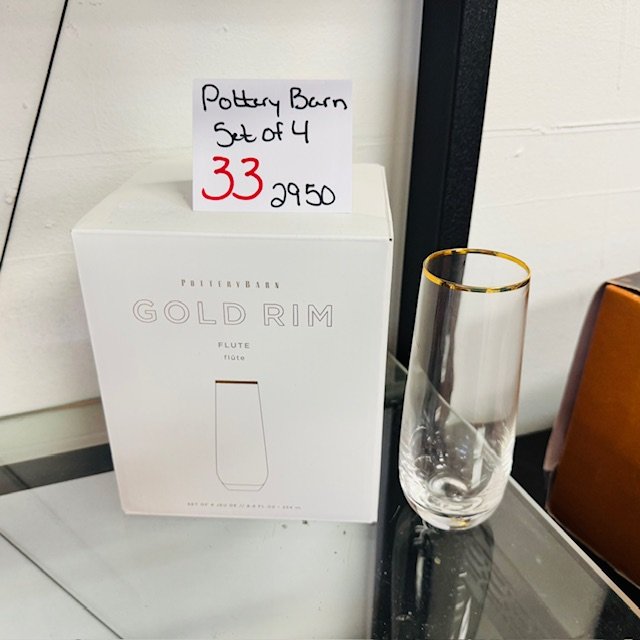 Pottery Barn
Set of 4
33 2950
POTTERY BARN
GOLD RIM
FLUTE
flûte